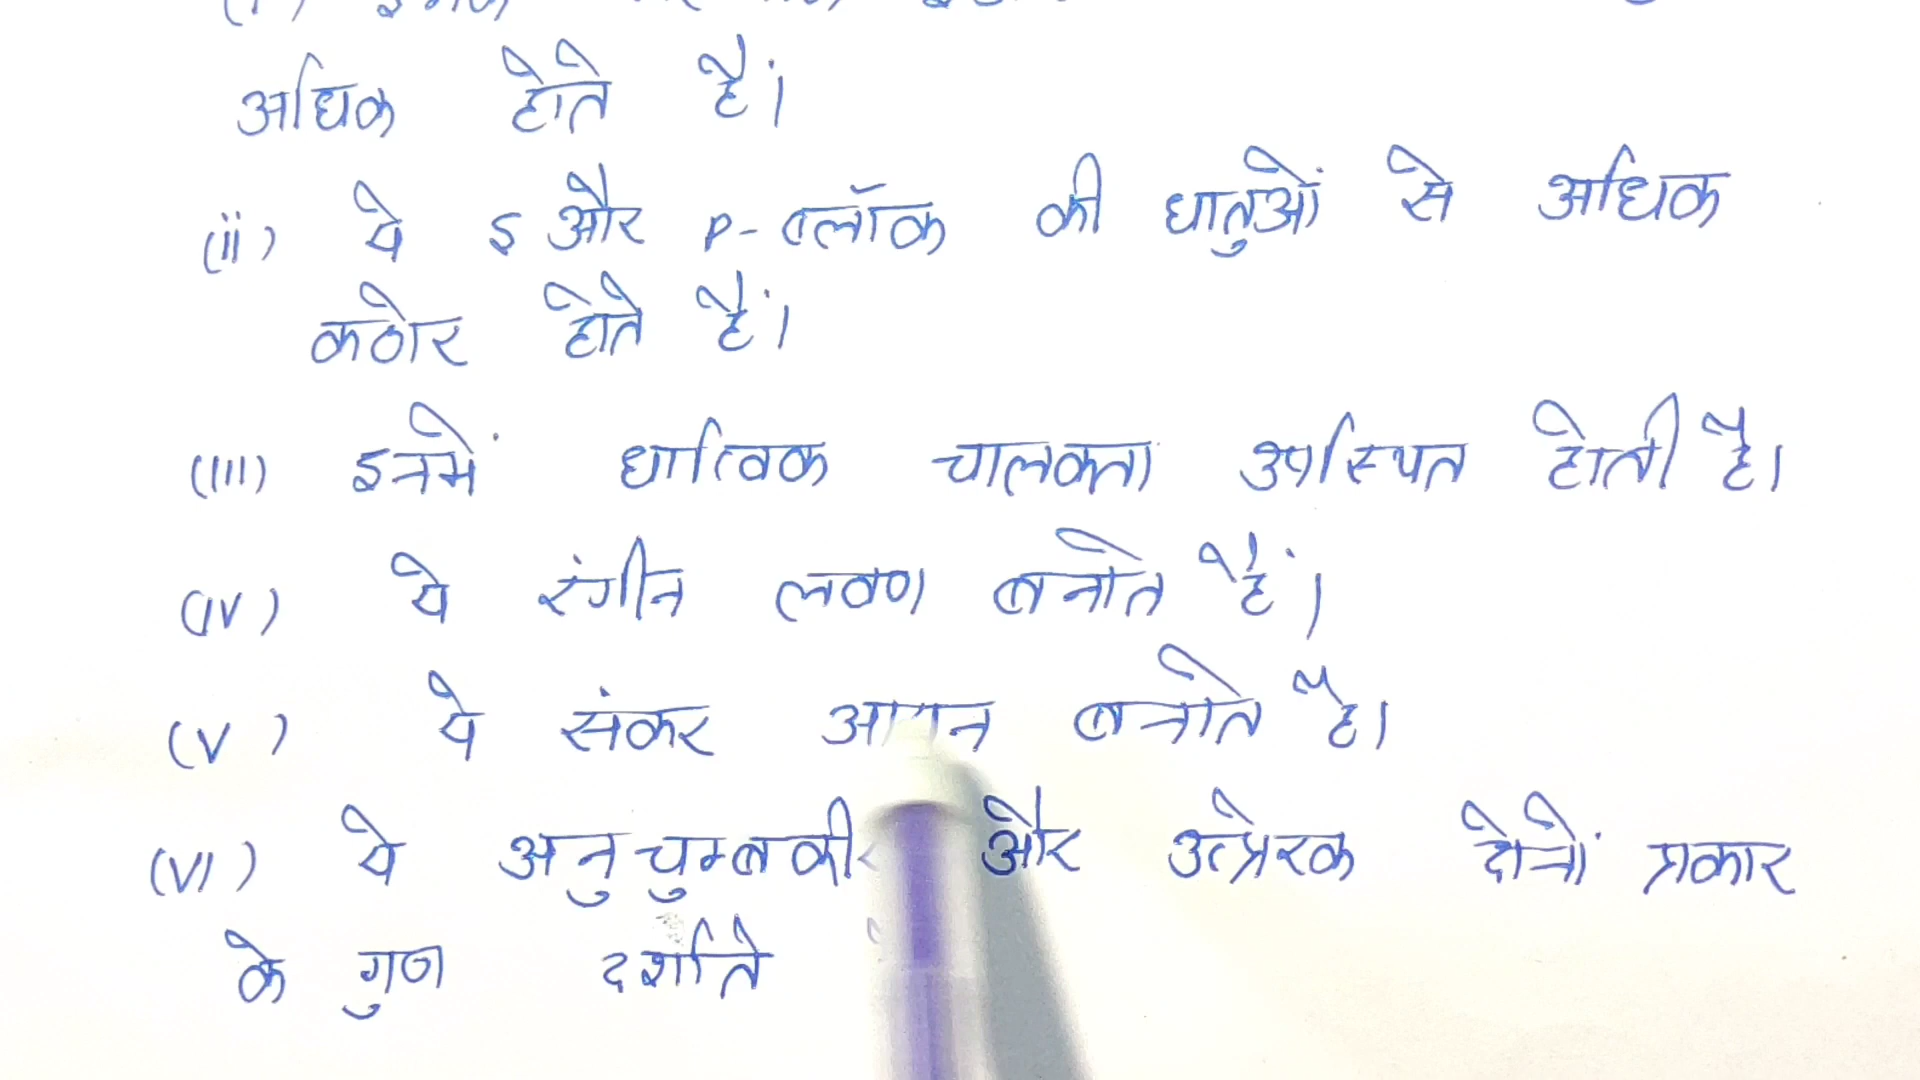 अधिक होते हैं।
(ii) ये s और p-ब्लॉक की धातुओं से अधिक
कठोर होते हैं।
(III) इनमें धात्विक चालकता उपस्थित होती है।
(IV) ये रंगीन लवण बनाते हैं।
(V) ये संकर आयन बनाते है।
(VI) ये अनुचुम्बकीय और उत्प्रेरक दोनों प्रकार
के गुण दर्शाते